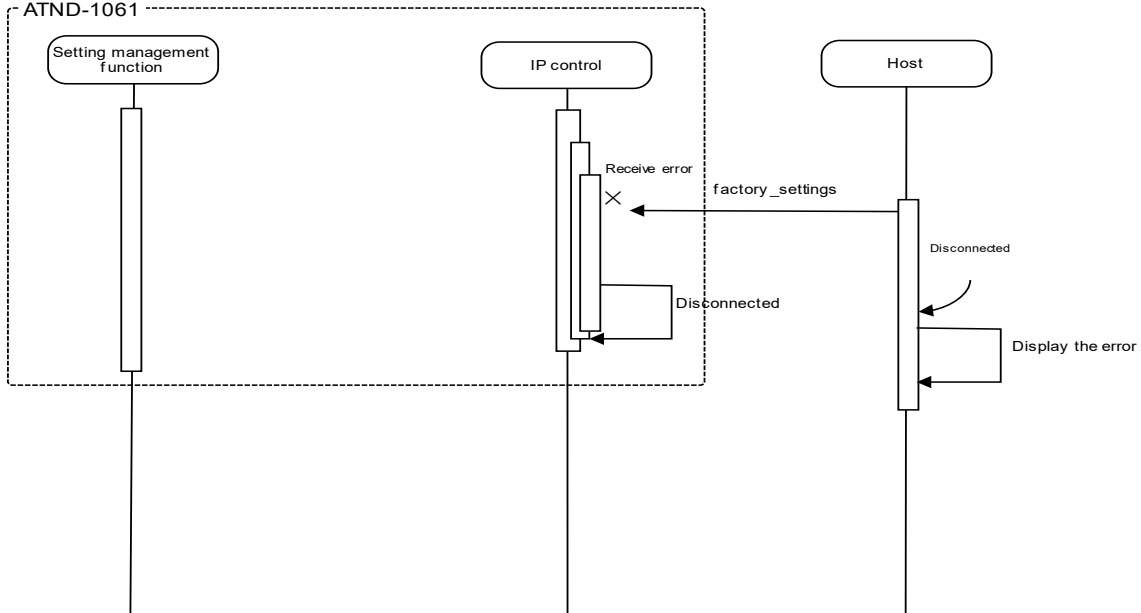 ATND-1061
Setting management
function
IP control
Host
Receive error
factory_settings
Disconnected
Disconnected
Display the error